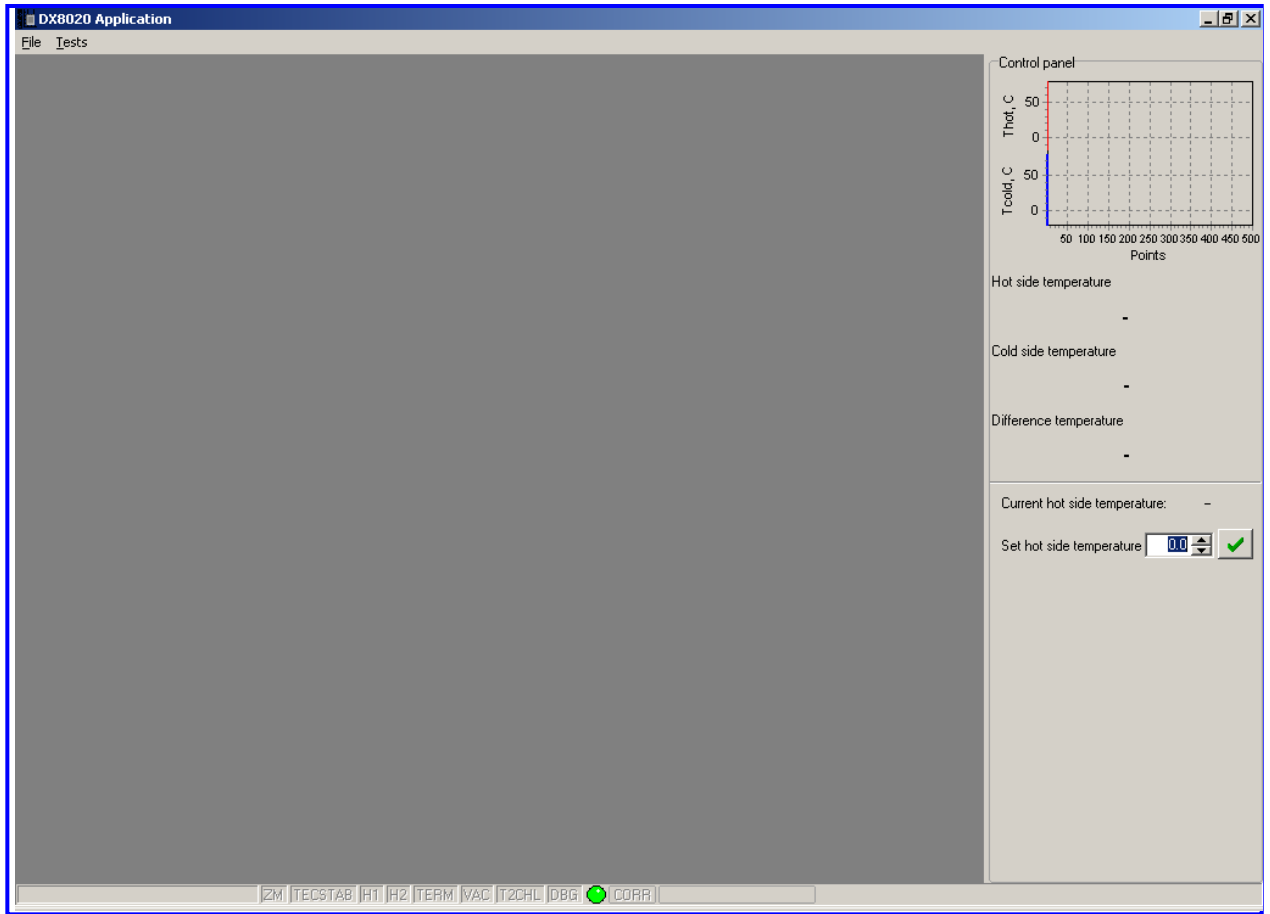 DX8020 Application
File Tests
Control panel
Thot, C
50
0
Tcold, C
50
0
50 100 150 200 250 300 350 400 450 500
Points
Hot side temperature
-
Cold side temperature
-
Difference temperature
-
Current hot side temperature: -
Set hot side temperature 0.0
ZM TECSTAB H1 H2 TERM VAC T2CHL DBG CORR